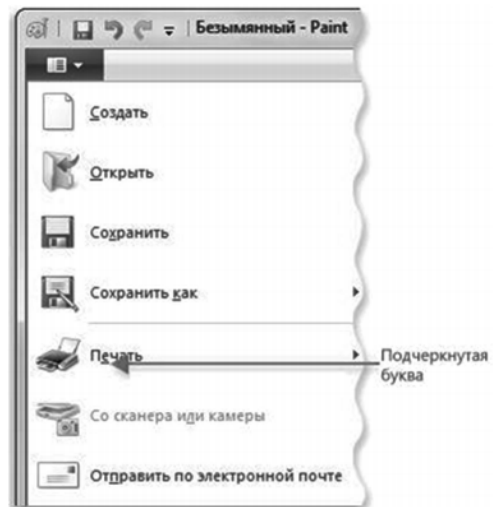 Безымянный - Paint
Создать
Открыть
Сохранить
Сохранить как
Печать
Подчеркнутая
буква
Со сканера или камеры
Отправить по электронной почте